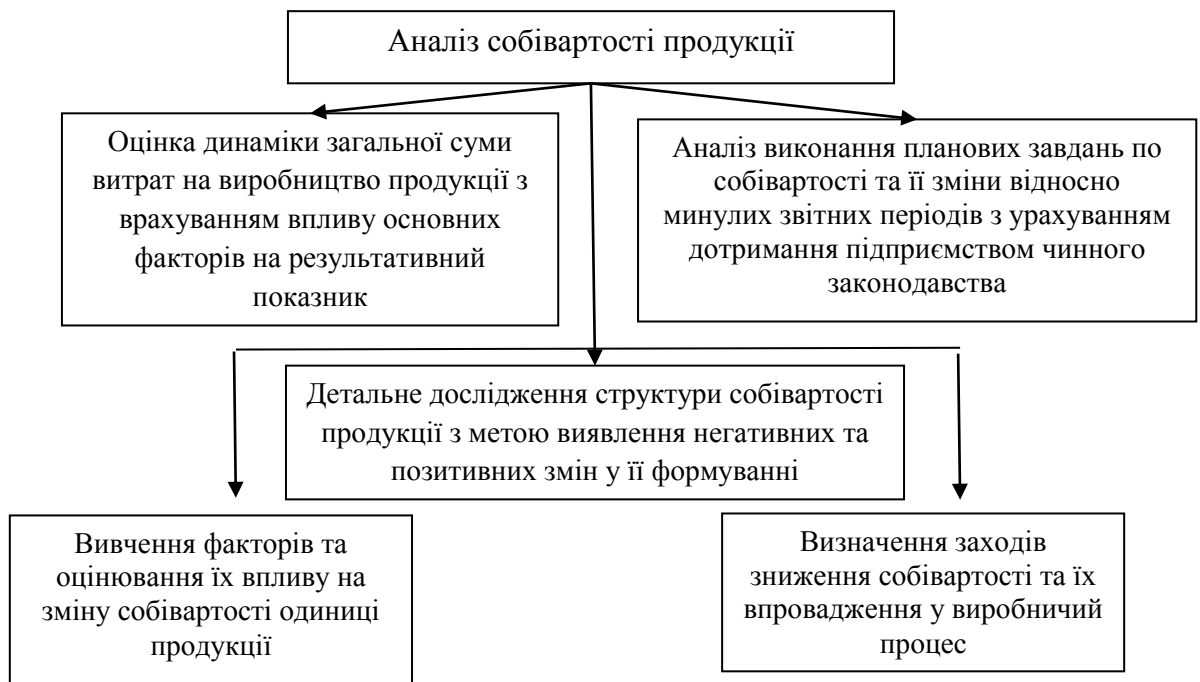 Аналіз собівартості продукції
Оцінка динаміки загальної суми
витрат на виробництво продукції з
врахуванням впливу основних
факторів на результативний
показник
Аналіз виконання планових завдань по
собівартості та її зміни відносно
минулих звітних періодів з урахуванням
дотримання підприємством чинного
законодавства
Детальне дослідження структури собівартості
продукції з метою виявлення негативних та
позитивних змін у її формуванні
Вивчення факторів та
оцінювання їх впливу на
зміну собівартості одиниці
продукції
Визначення заходів
зниження собівартості та їх
впровадження у виробничий
процес